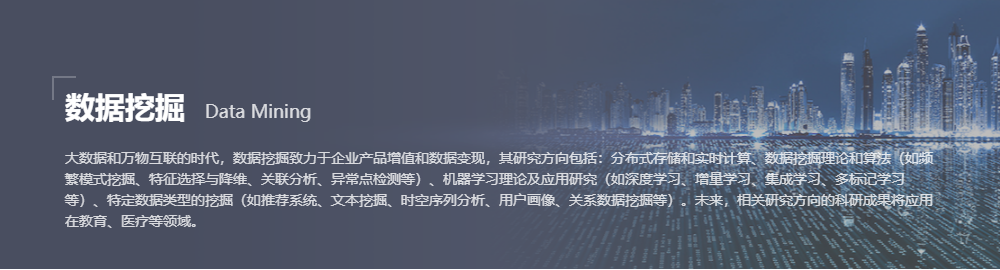 数据挖掘 Data Mining
大数据和万物互联的时代，数据挖掘致力于企业产品增值和数据变现，其研究方向包括：分布式存储和实时计算、数据挖掘理论和算法（如频
繁模式挖掘、特征选择与降维、关联分析、异常点检测等）、机器学习理论及应用研究（如深度学习、增量学习、集成学习、多标记学习
等）、特定数据类型的挖掘（如推荐系统、文本挖掘、时空序列分析、用户画像、关系数据挖掘等）。未来，相关研究方向的科研成果将应用
在教育、医疗等领域。